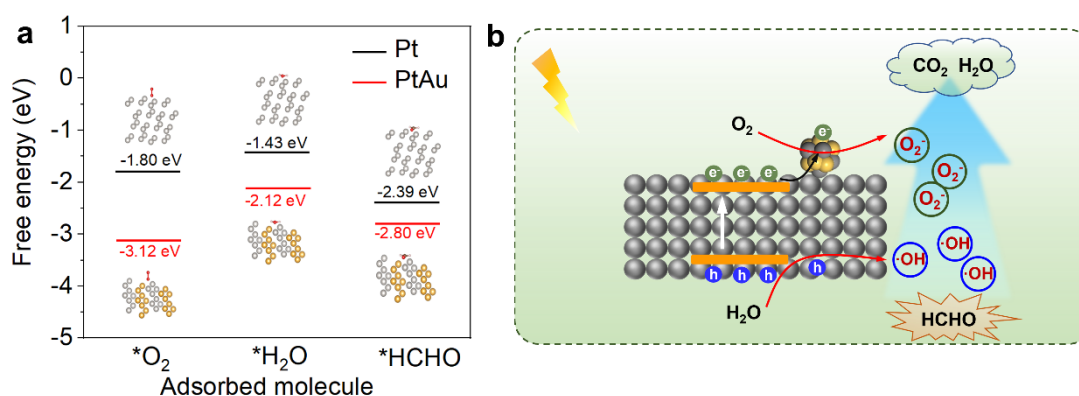 a
Free energy (eV)
1
0
-1
-2
-3
-4
-5
Pt
PtAu
-1.80 eV
-1.43 eV
-2.39 eV
-3.12 eV
-2.12 eV
-2.80 eV
*O₂
*H₂O
*HCHO
Adsorbed molecule
b
CO₂ H₂O
O₂
e⁻
e⁻ e⁻ e⁻
O₂⁻
O₂⁻
O₂⁻
h h h h
H₂O
·OH
·OH
·OH
HCHO